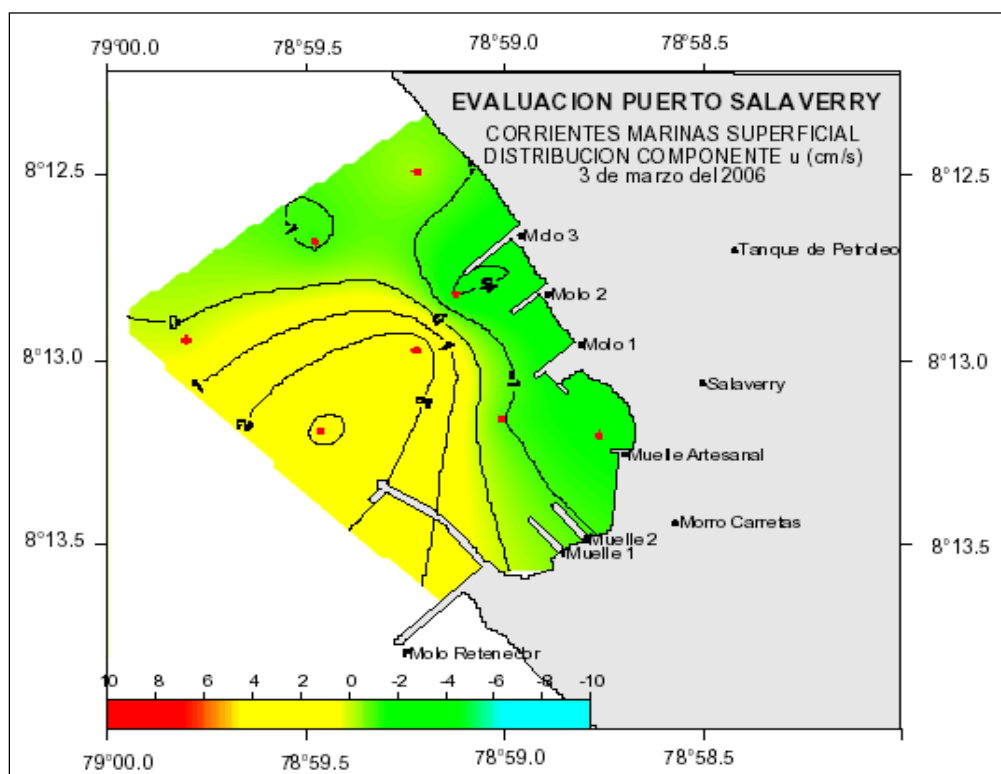 79°00.0 78°59.5 78°59.0 78°58.5
EVALUACION PUERTO SALAVERRY
CORRIENTES MARINAS SUPERFICIAL
DISTRIBUCION COMPONENTE u (cm/s)
3 de marzo del 2006
8°12.5 8°12.5
Molo 3
Tanque de Petroleo
Molo 2
Molo 1
8°13.0 8°13.0
Salaverry
Muelle Artesanal
Morro Carretas
8°13.5 8°13.5
Muelle 2
Muelle 1
Molo Retenedor
10 8 6 4 2 0 -2 -4 -6 -8 -10
79°00.0 78°59.5 78°59.0 78°58.5